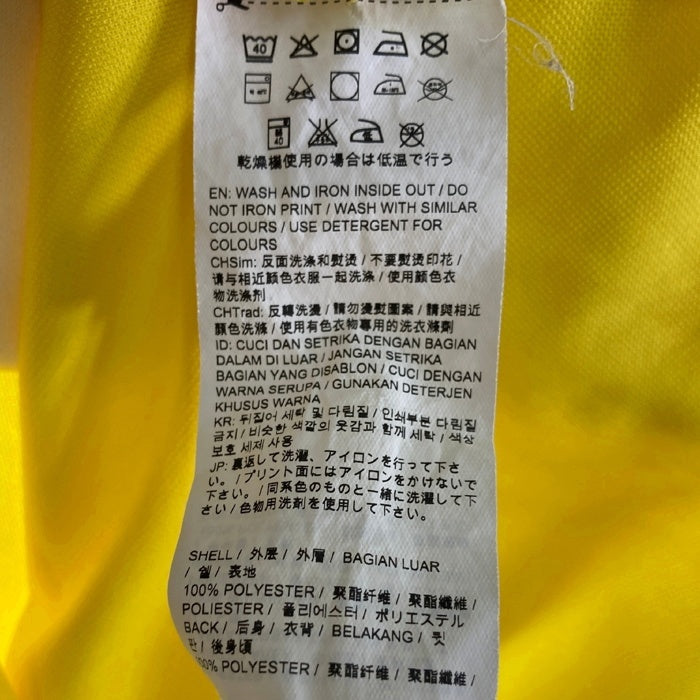 40
40
乾燥機使用の場合は低温で行う
EN: WASH AND IRON INSIDE OUT / DO
NOT IRON PRINT / WASH WITH SIMILAR
COLOURS / USE DETERGENT FOR
COLOURS
CHSim: 反面洗涤和熨烫 / 不要熨烫印花 /
请与相近颜色衣服一起洗涤 / 使用颜色衣
物洗涤剂
CHTrad: 反轉洗燙 / 請勿燙熨圖案 / 請與相近
顏色洗滌 / 使用有色衣物專用的洗衣滌劑
ID: CUCI DAN SETRIKA DENGAN BAGIAN
DALAM DI LUAR / JANGAN SETRIKA
BAGIAN YANG DISABLON / CUCI DENGAN
WARNA SERUPA / GUNAKAN DETERJEN
KHUSUS WARNA
KR: 뒤집어 세탁 및 다림질 / 인쇄부분 다림질
금지 / 비슷한 색깔의 옷감과 함께 세탁 / 색상
보호 세제 사용
JP: 裏返して洗濯、アイロンを行って下さ
い。/ プリント面にはアイロンをかけないで
下さい。/ 同系色のものと一緒に洗濯して下
さい / 色物用洗剤を使用して下さい。
SHELL / 外层 / 外層 / BAGIAN LUAR
/ 쉘 / 表地
100% POLYESTER / 聚酯纤维 / 聚酯纖維 /
POLIESTER / 폴리에스터 / ポリエステル
BACK / 后身 / 衣背 / BELAKANG / 뒷
판 / 後身頃
100% POLYESTER / 聚酯纤维 / 聚酯纖維 /